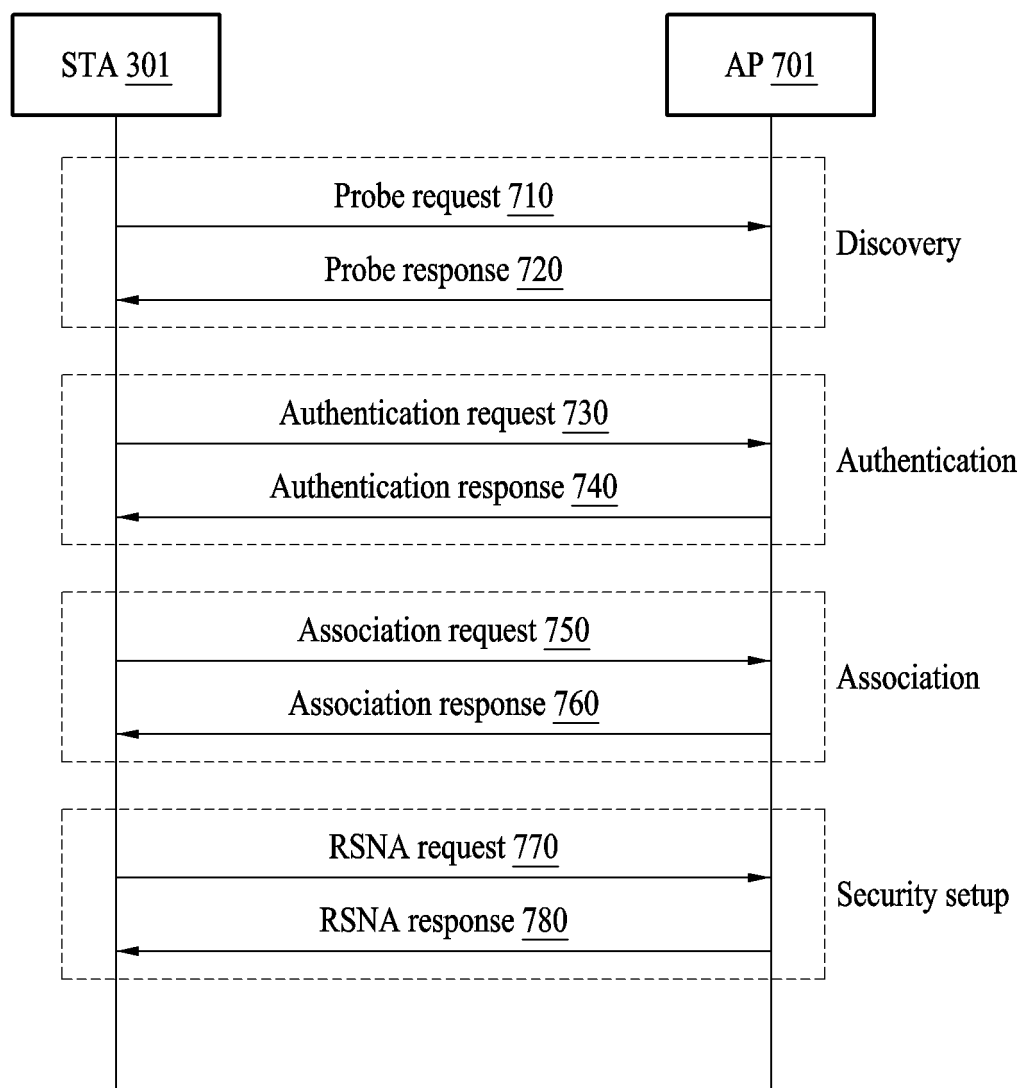 STA 301
AP 701
Probe request 710
Probe response 720
Discovery
Authentication request 730
Authentication response 740
Authentication
Association request 750
Association response 760
Association
RSNA request 770
RSNA response 780
Security setup